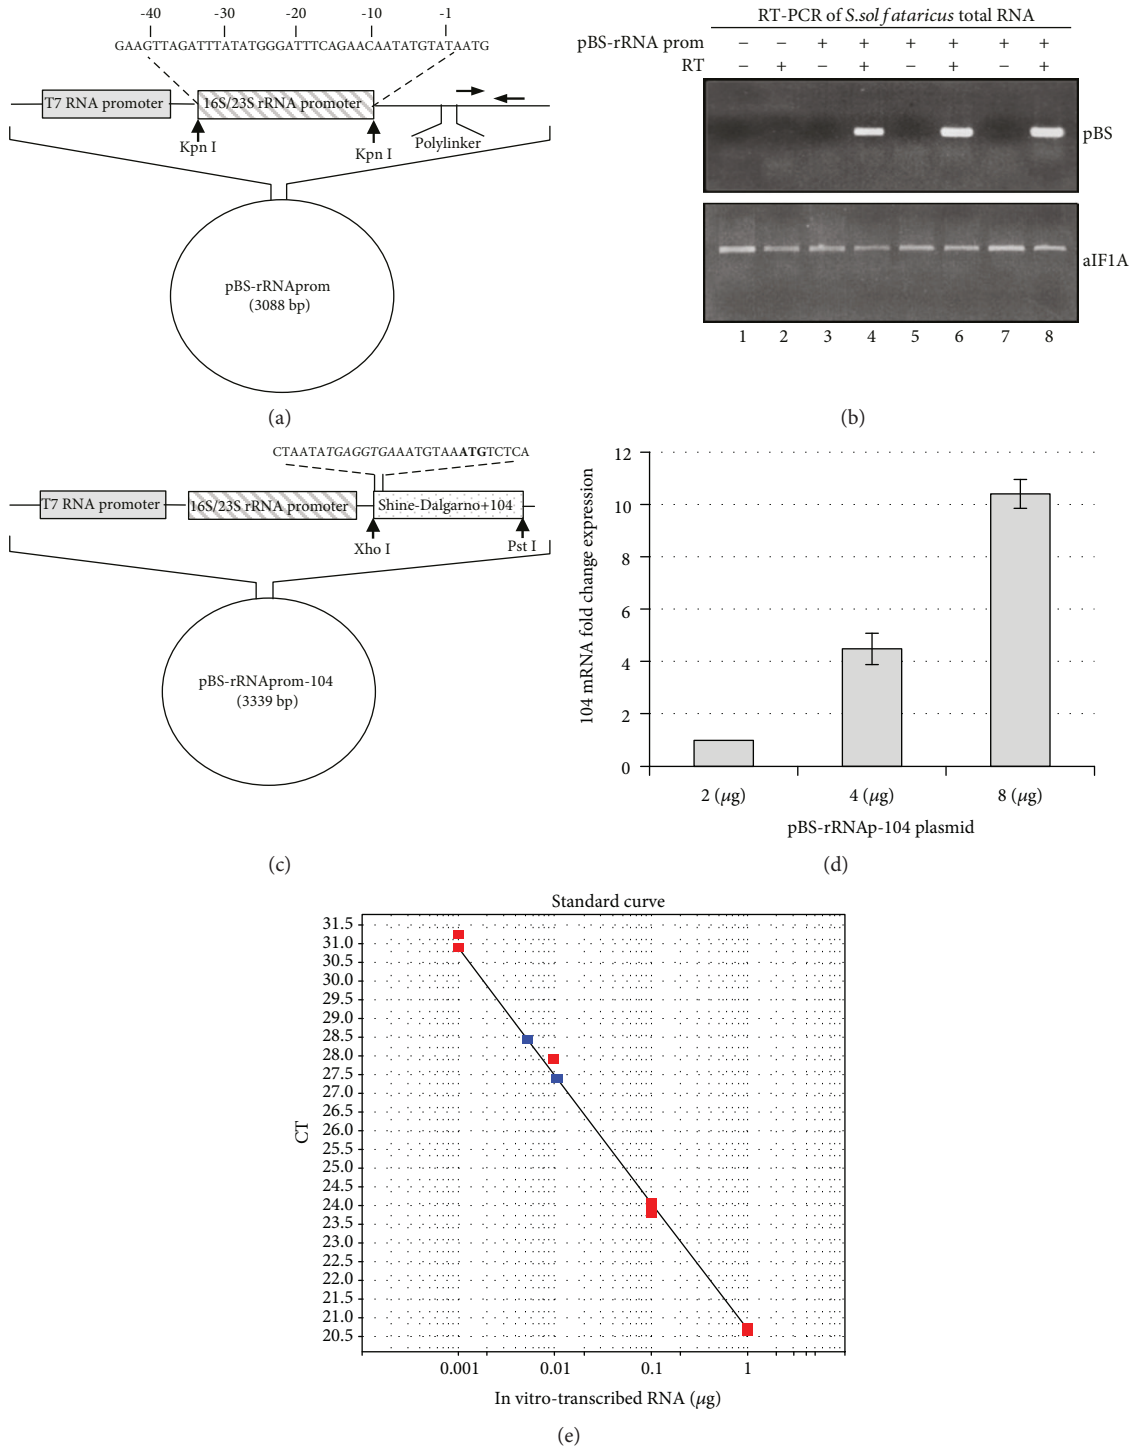 -40 -30 -20 -10 -1
GAAGTTAGATTTATATGGGATTTCAGAACAATATGTATAATG
T7 RNA promoter
16S/23S rRNA promoter
Kpn I
Kpn I
Polylinker
pBS-rRNAprom
(3088 bp)
(a)
RT-PCR of S.sol fataricus total RNA
pBS-rRNA prom − − + + + + + +
RT − + − + − + − +
pBS
aIF1A
1 2 3 4 5 6 7 8
(b)
CTAATATGAGGTGAAATGTAAATGTCTCA
T7 RNA promoter
16S/23S rRNA promoter
Shine-Dalgarno+104
Xho I
Pst I
pBS-rRNAprom-104
(3339 bp)
(c)
104 mRNA fold change expression
12
10
8
6
4
2
0
2 (μg) 4 (μg) 8 (μg)
pBS-rRNAp-104 plasmid
(d)
Standard curve
CT
31.5
31.0
30.5
30.0
29.5
29.0
28.5
28.0
27.5
27.0
26.5
26.0
25.5
25.0
24.5
24.0
23.5
23.0
22.5
22.0
21.5
21.0
20.5
0.001 0.01 0.1 1
In vitro-transcribed RNA (μg)
(e)